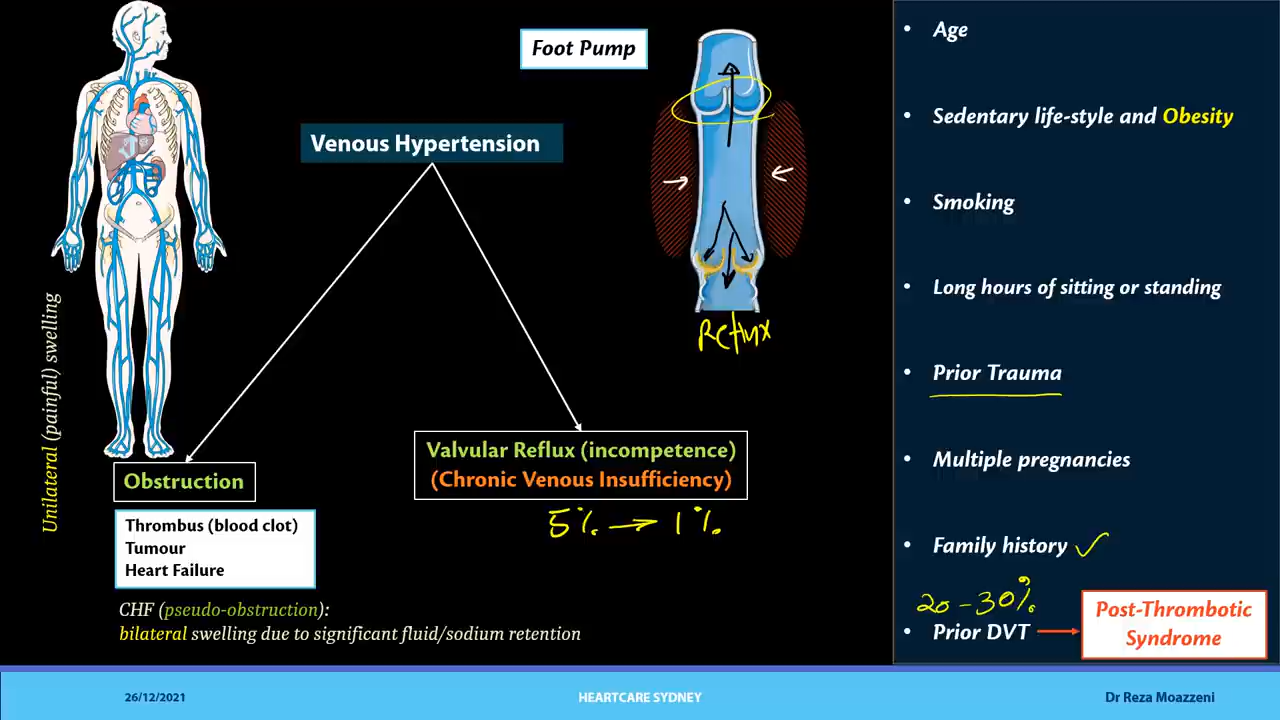 Foot Pump
Venous Hypertension
Reflux
Unilateral (painful) swelling
Obstruction
Thrombus (blood clot)
Tumour
Heart Failure
CHF (pseudo-obstruction):
bilateral swelling due to significant fluid/sodium retention
Valvular Reflux (incompetence)
(Chronic Venous Insufficiency)
5% → 1%
• Age
• Sedentary life-style and Obesity
• Smoking
• Long hours of sitting or standing
• Prior Trauma
• Multiple pregnancies
• Family history ✓
20-30%
• Prior DVT
Post-Thrombotic
Syndrome
26/12/2021
HEARTCARE SYDNEY
Dr Reza Moazzeni